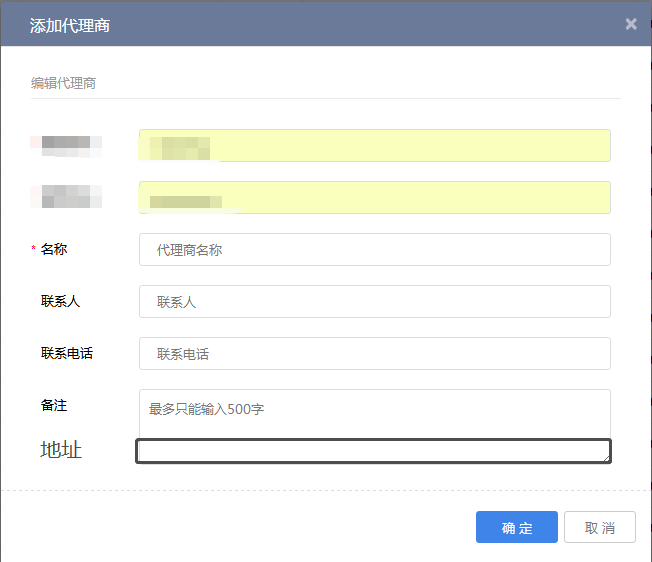 添加代理商
编辑代理商
* 名称
代理商名称
联系人
联系人
联系电话
联系电话
备注
最多只能输入500字
地址
确 定
取 消